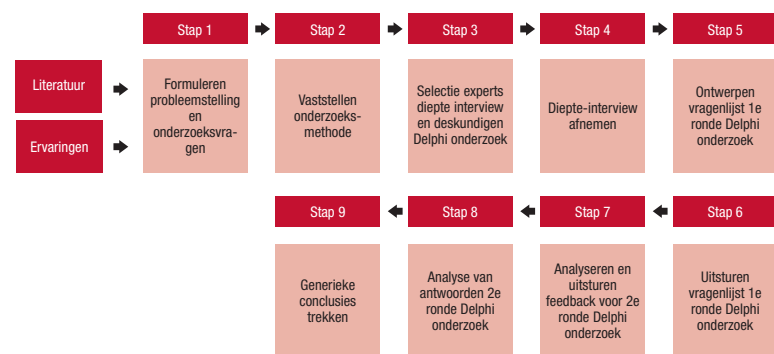 Stap 1
Stap 2
Stap 3
Stap 4
Stap 5
Literatuur
Ervaringen
Formuleren
probleemstelling
en
onderzoeksvra-
gen
Vaststellen
onderzoeks-
methode
Selectie experts
diepte interview
en deskundigen
Delphi onderzoek
Diepte-interview
afnemen
Ontwerpen
vragenlijst 1e
ronde Delphi
onderzoek
Stap 9
Stap 8
Stap 7
Stap 6
Generieke
conclusies
trekken
Analyse van
antwoorden 2e
ronde Delphi
onderzoek
Analyseren en
uitsturen
feedback voor 2e
ronde Delphi
onderzoek
Uitsturen
vragenlijst 1e
ronde Delphi
onderzoek